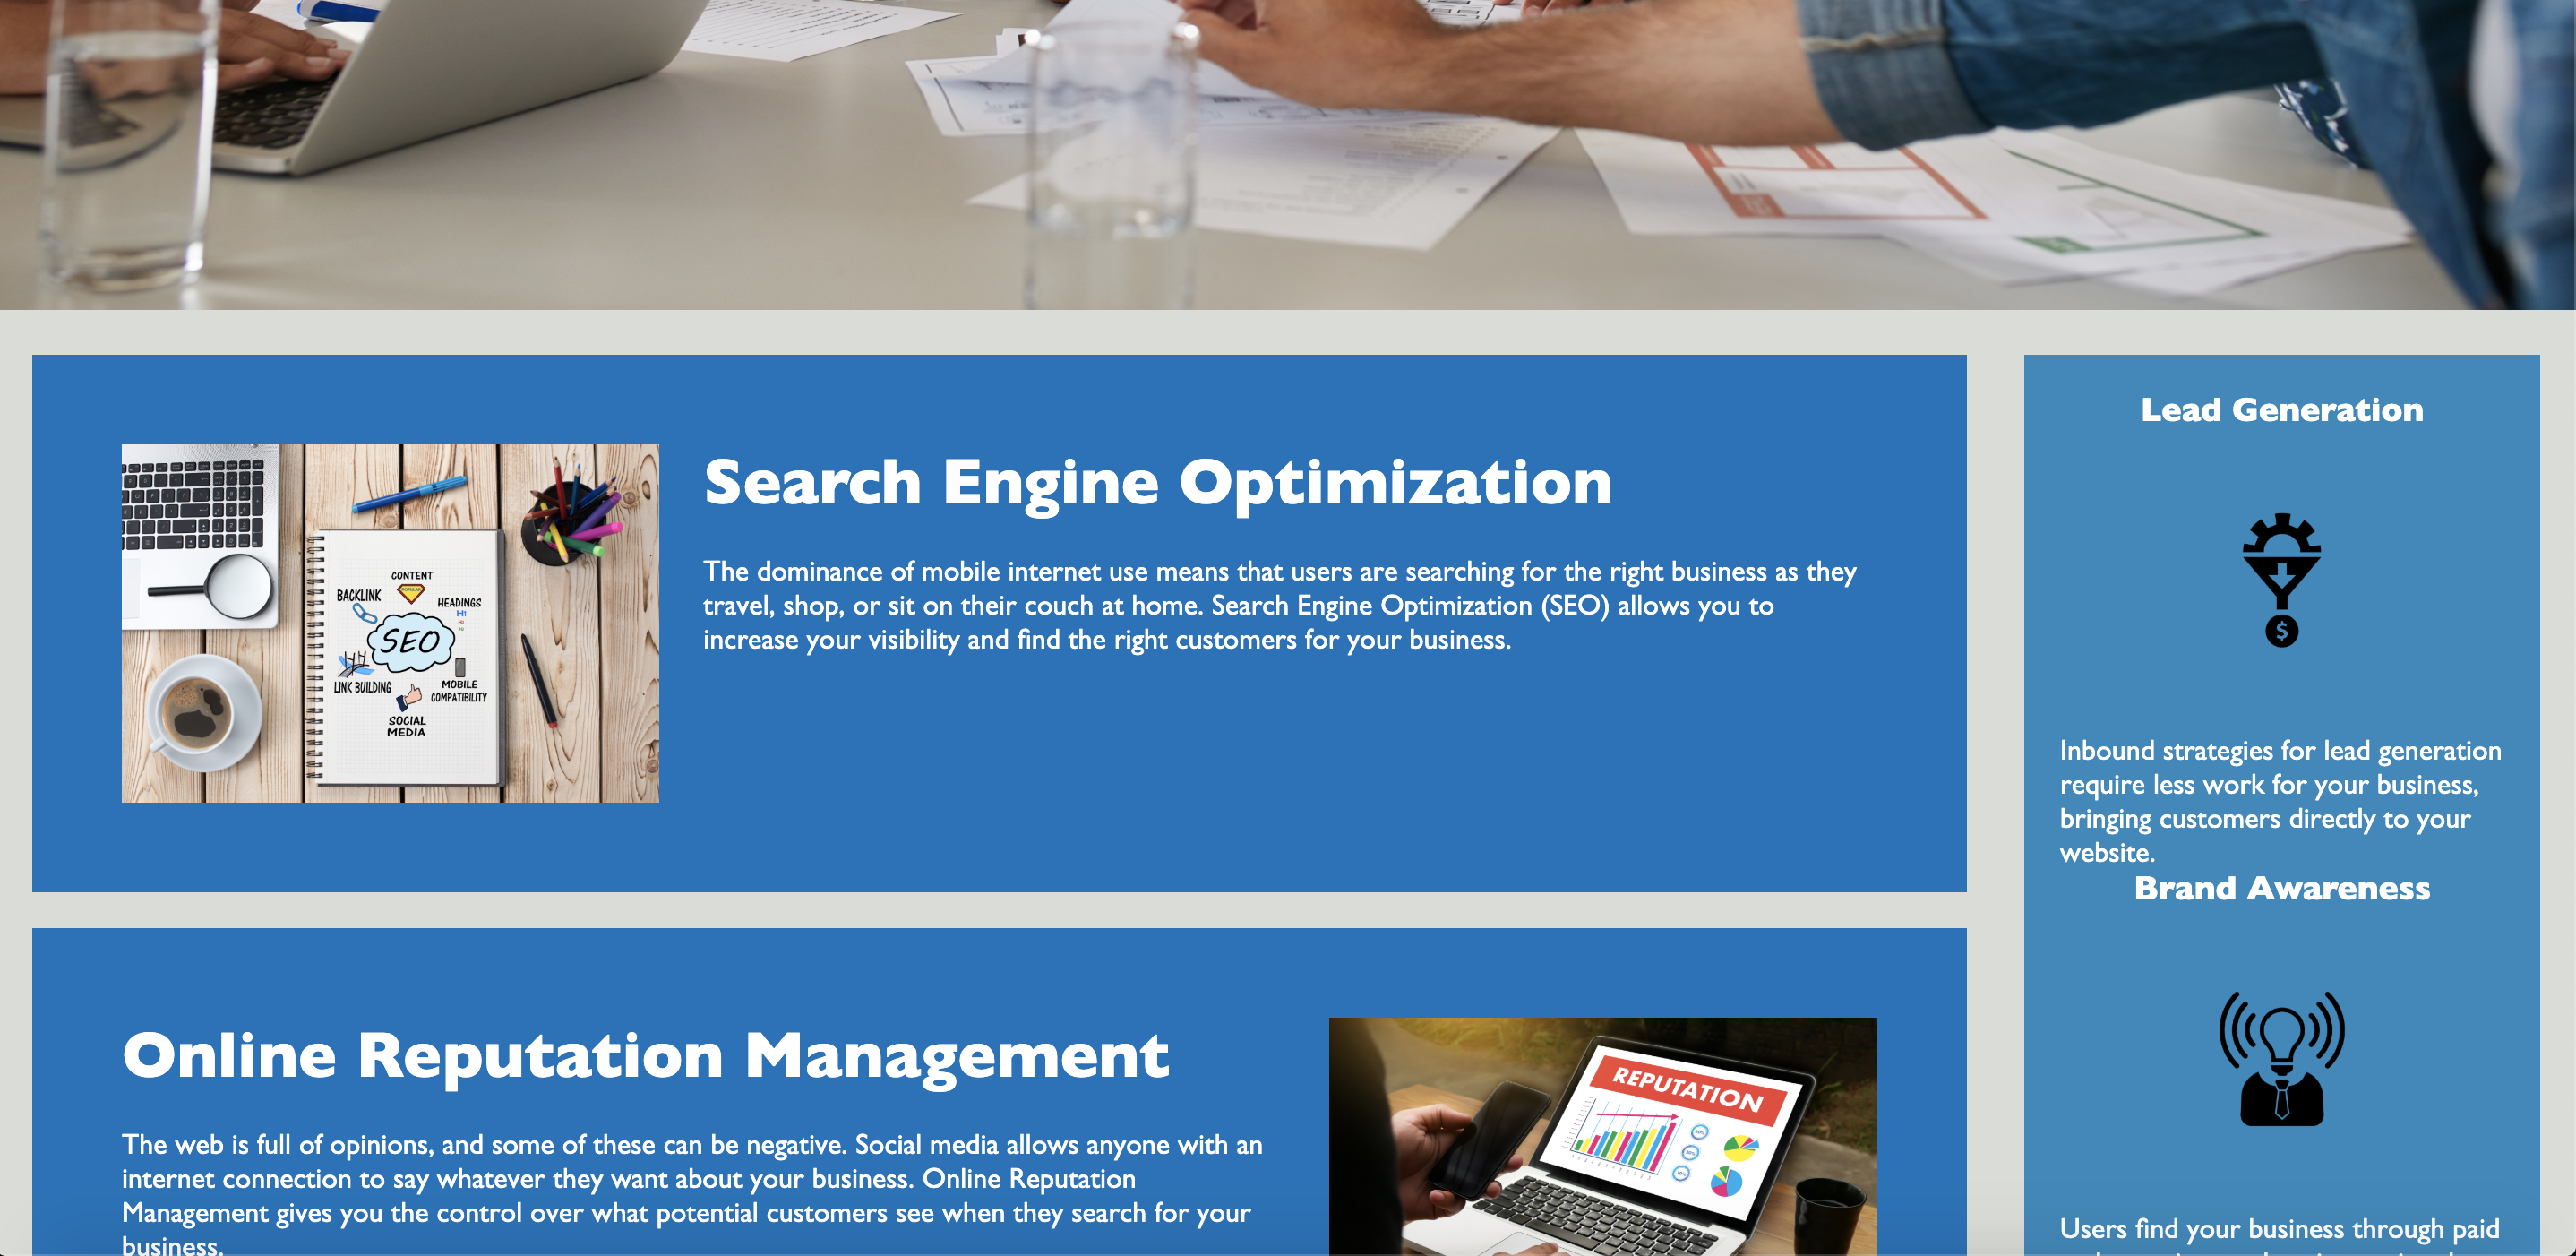 Search Engine Optimization
The dominance of mobile internet use means that users are searching for the right business as they
travel, shop, or sit on their couch at home. Search Engine Optimization (SEO) allows you to
increase your visibility and find the right customers for your business.
CONTENT
BACKLINK
HEADINGS
H1
SEO
LINK BUILDING
MOBILE
COMPATIBILITY
SOCIAL
MEDIA
Online Reputation Management
The web is full of opinions, and some of these can be negative. Social media allows anyone with an
internet connection to say whatever they want about your business. Online Reputation
Management gives you the control over what potential customers see when they search for your
business.
REPUTATION
Lead Generation
$
Inbound strategies for lead generation
require less work for your business,
bringing customers directly to your
website.
Brand Awareness
Users find your business through paid